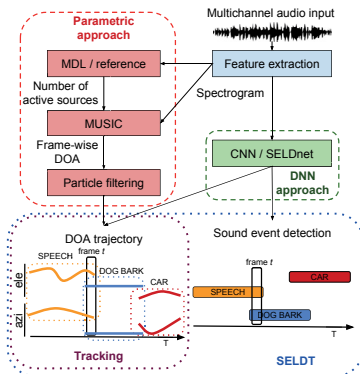 Parametric
approach
Multichannel audio input
MDL / reference
Feature extraction
Number of
active sources
Spectrogram
MUSIC
Frame-wise
DOA
CNN / SELDnet
DNN
approach
Particle filtering
DOA trajectory
Sound event detection
SPEECH
frame t
DOG BARK
CAR
ele
azi
T
Tracking
frame t
CAR
SPEECH
DOG BARK
T
SELDT